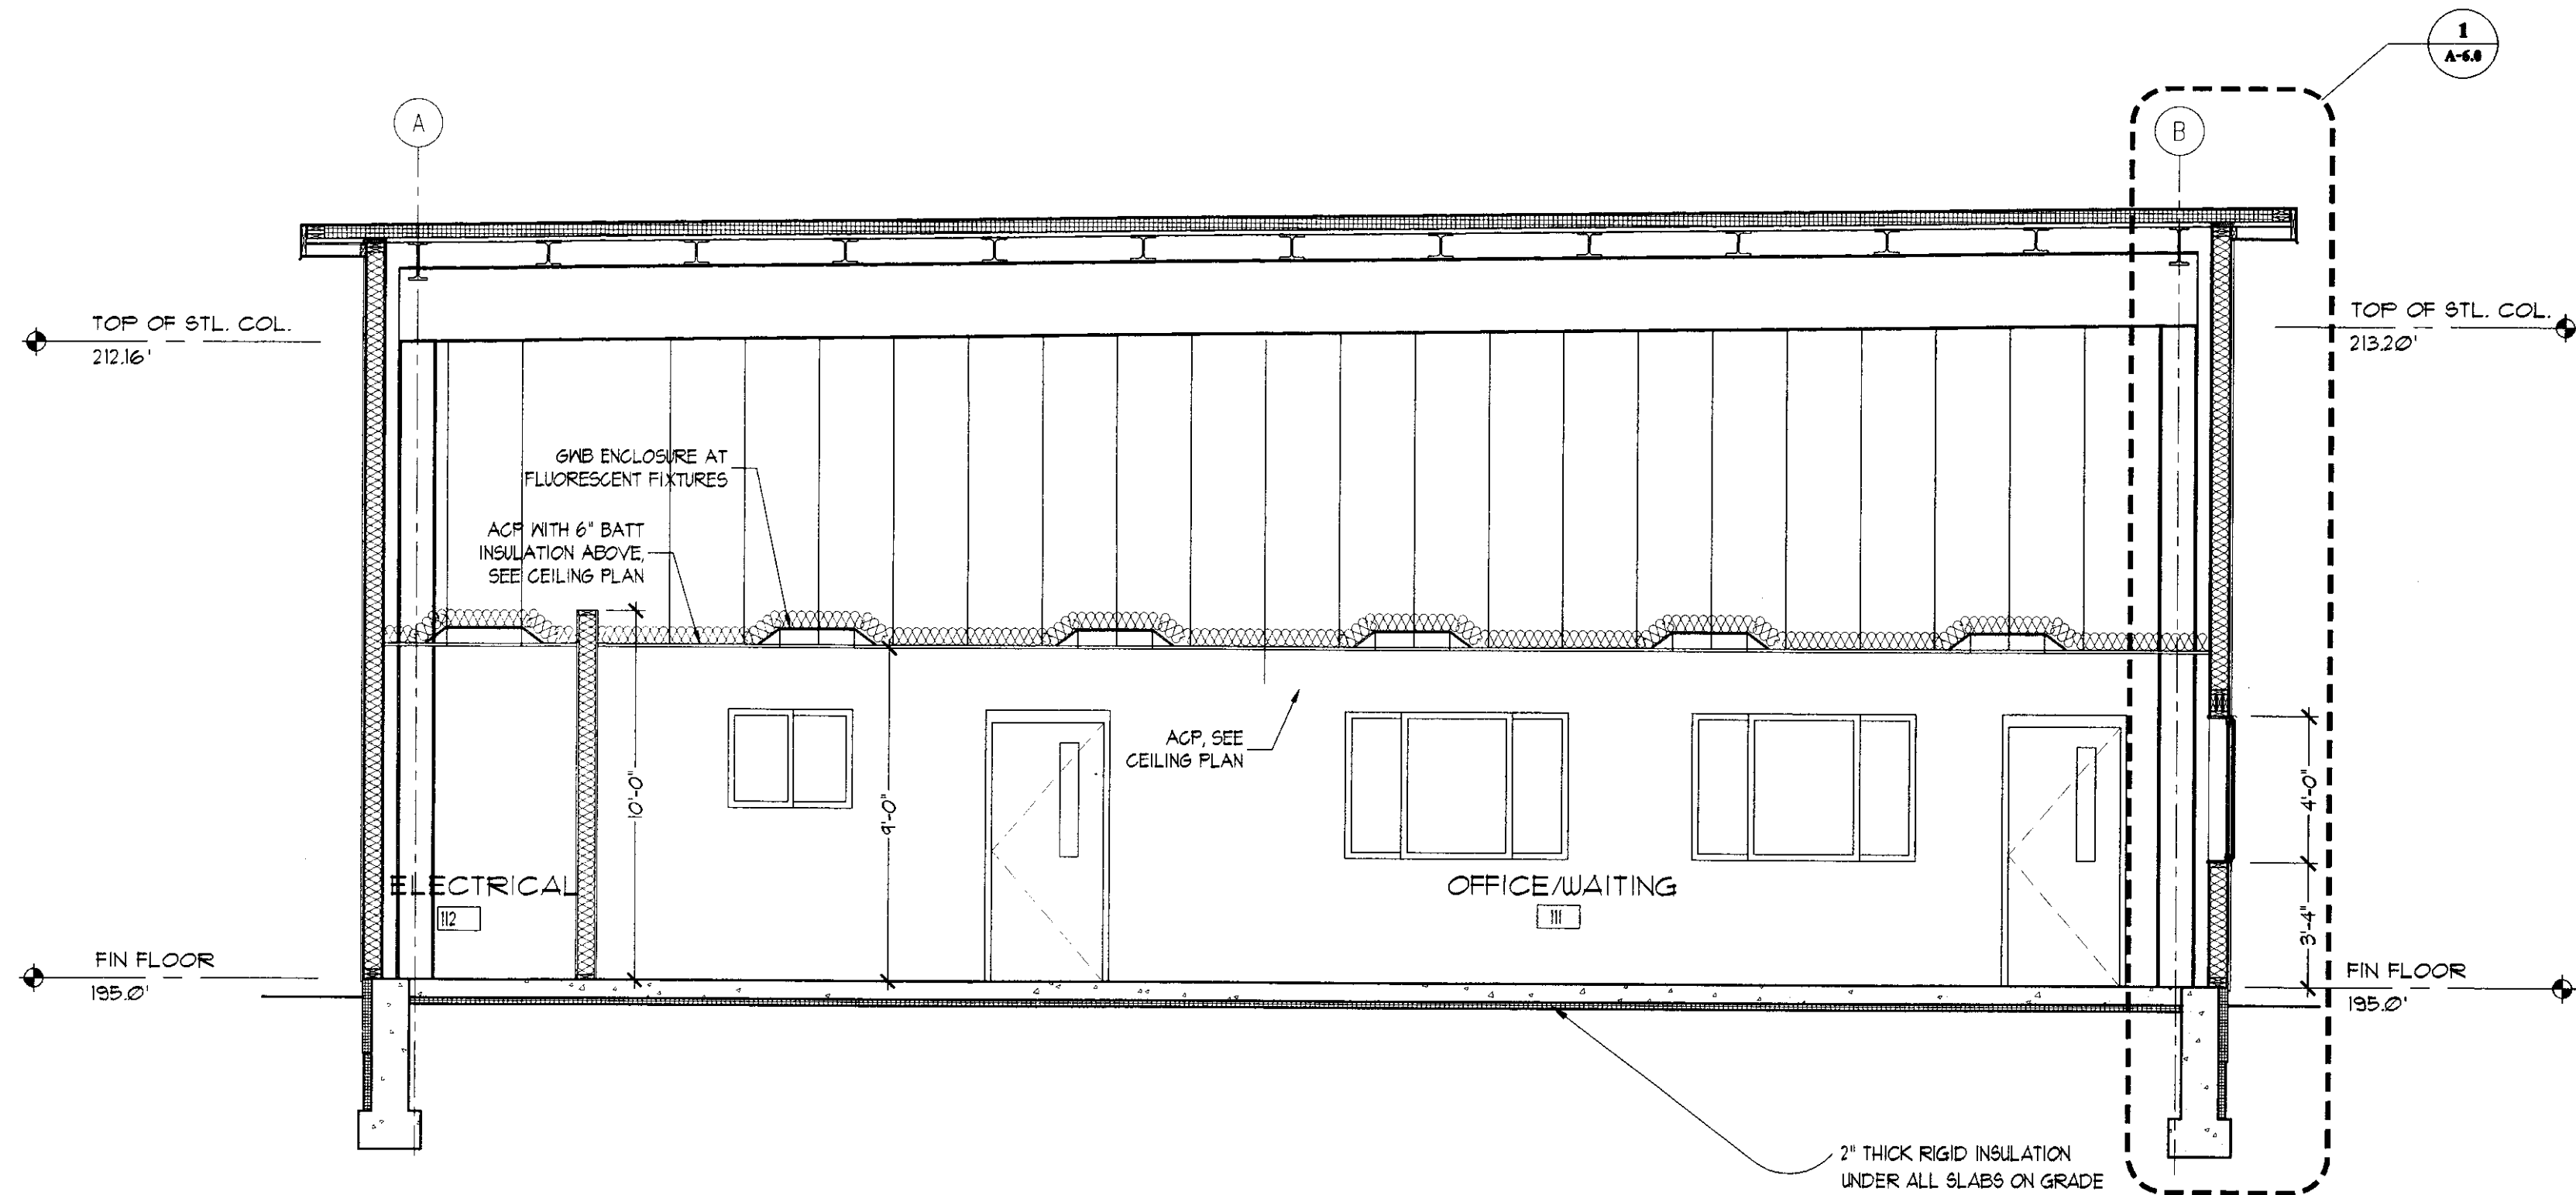 1
A-6.0
A
B
TOP OF STL. COL.
212.16'
TOP OF STL. COL.
213.20'
GWB ENCLOSURE AT
FLUORESCENT FIXTURES
ACP WITH 6" BATT
INSULATION ABOVE,
SEE CEILING PLAN
10'-0"
9'-0"
ACP, SEE
CEILING PLAN
4'-0"
3'-4"
ELECTRICAL
112
OFFICE/WAITING
111
FIN FLOOR
195.0'
FIN FLOOR
195.0'
2" THICK RIGID INSULATION
UNDER ALL SLABS ON GRADE